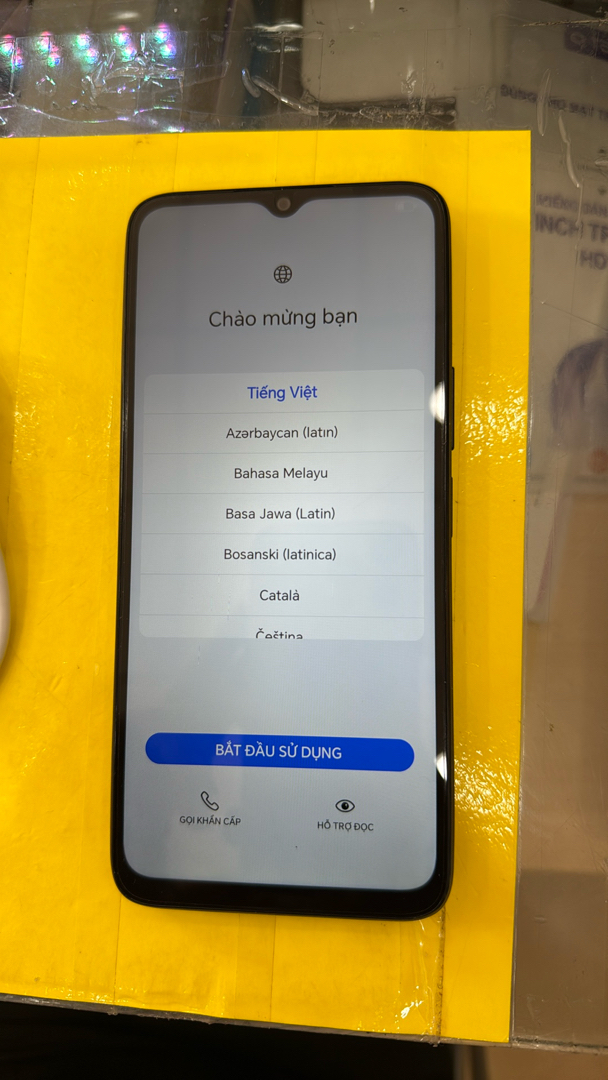 Chào mừng bạn
Tiếng Việt
Azərbaycan (latın)
Bahasa Melayu
Basa Jawa (Latin)
Bosanski (latinica)
Català
Čeština
BẮT ĐẦU SỬ DỤNG
GỌI KHẨN CẤP
HỖ TRỢ ĐỌC
INCH